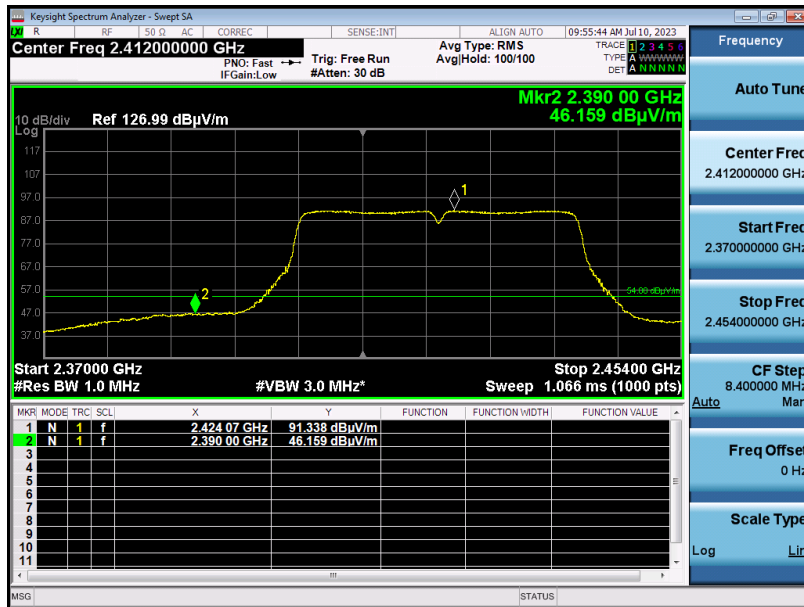 Keysight Spectrum Analyzer - Swept SA
LXI R RF 50 Ω AC CORREC SENSE:INT ALIGN AUTO 09:55:44 AM Jul 10, 2023
Center Freq 2.412000000 GHz
PNO: Fast
IFGain:Low
Trig: Free Run
#Atten: 30 dB
Avg Type: RMS
Avg|Hold: 100/100
TRACE 1 2 3 4 5 6
TYPE A WWWWW
DET A N N N N N
Mkr2 2.390 00 GHz
46.159 dBµV/m
10 dB/div Ref 126.99 dBµV/m
Log
117
107
97.0
87.0
77.0
67.0
57.0
47.0
37.0
1
2
54.00 dBµV/m
Start 2.37000 GHz Stop 2.45400 GHz
#Res BW 1.0 MHz #VBW 3.0 MHz* Sweep 1.066 ms (1000 pts)
MKR MODE TRC SCL X Y FUNCTION FUNCTION WIDTH FUNCTION VALUE
1 N 1 f 2.424 07 GHz 91.338 dBµV/m
2 N 1 f 2.390 00 GHz 46.159 dBµV/m
3
4
5
6
7
8
9
10
11
MSG STATUS
Frequency
Auto Tune
Center Freq
2.412000000 GHz
Start Freq
2.370000000 GHz
Stop Freq
2.454000000 GHz
CF Step
8.400000 MHz
Auto Man
Freq Offset
0 Hz
Scale Type
Log Lin